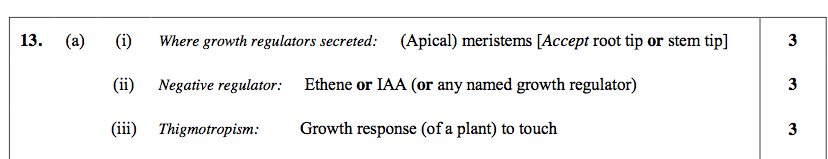 13. (a) (i) Where growth regulators secreted: (Apical) meristems [Accept root tip or stem tip] 3
(ii) Negative regulator: Ethene or IAA (or any named growth regulator) 3
(iii) Thigmotropism: Growth response (of a plant) to touch 3